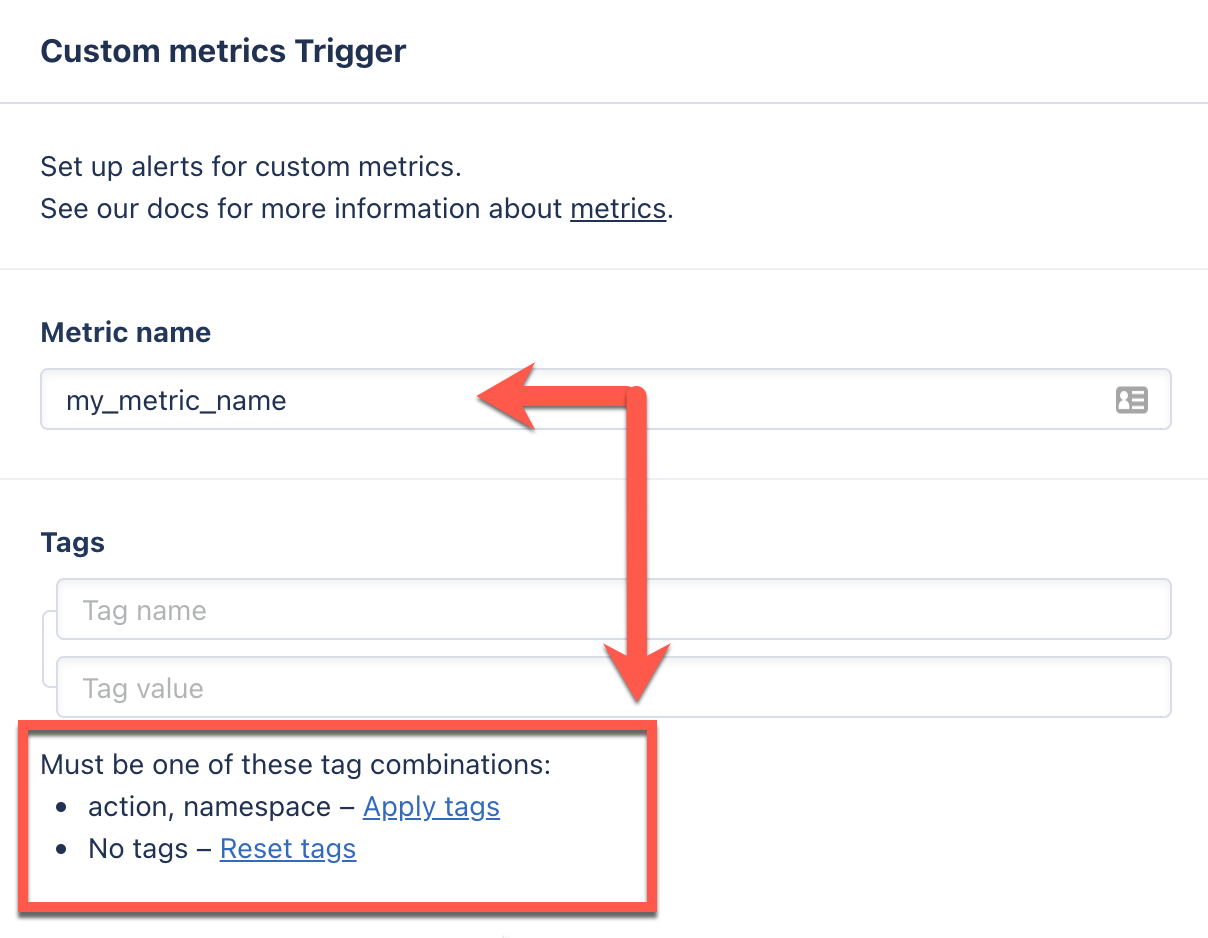 Custom metrics Trigger
Set up alerts for custom metrics.
See our docs for more information about metrics.
Metric name
my_metric_name
Tags
Tag name
Tag value
Must be one of these tag combinations:
• action, namespace – Apply tags
• No tags – Reset tags